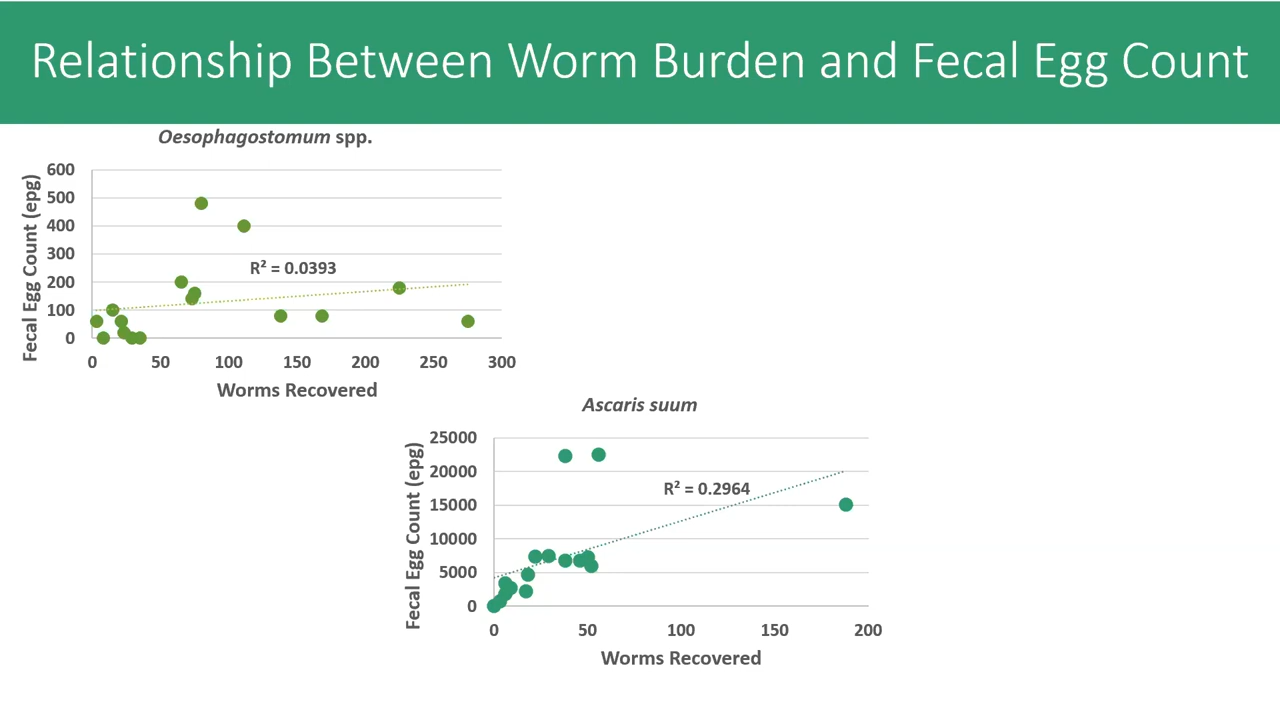 Relationship Between Worm Burden and Fecal Egg Count
Oesophagostomum spp.
Fecal Egg Count (epg)
600
500
400
300
200
100
0
R² = 0.0393
0 50 100 150 200 250 300
Worms Recovered
Ascaris suum
Fecal Egg Count (epg)
25000
20000
15000
10000
5000
0
R² = 0.2964
0 50 100 150 200
Worms Recovered